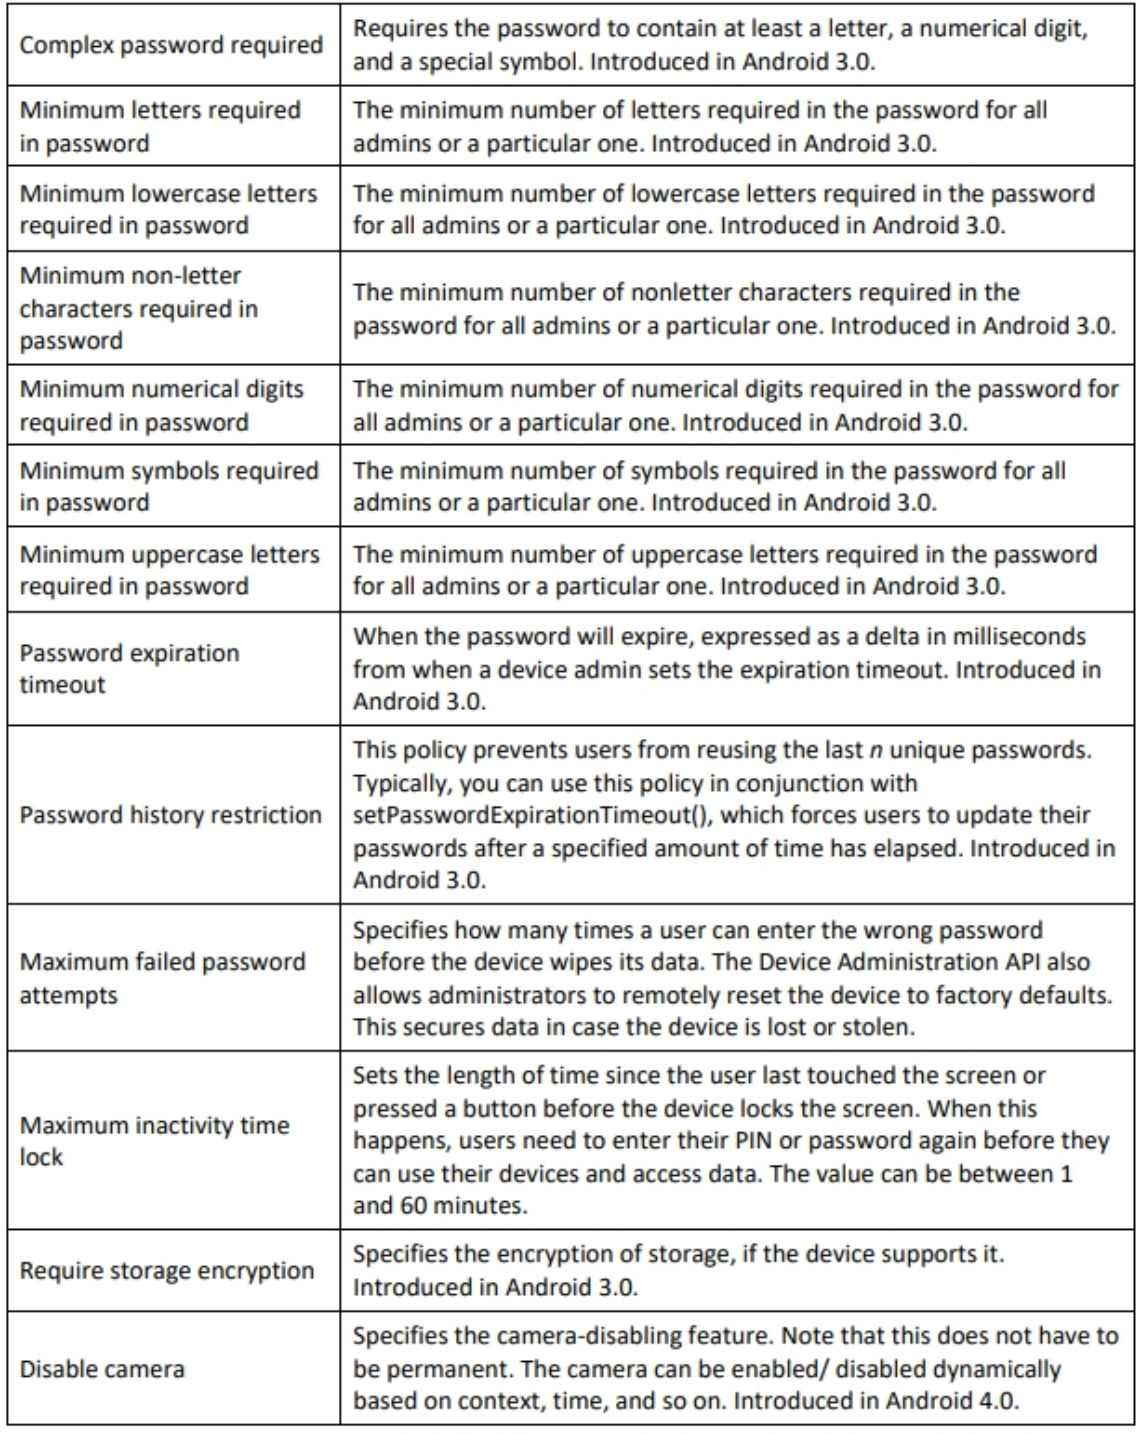 Complex password required
Requires the password to contain at least a letter, a numerical digit,
and a special symbol. Introduced in Android 3.0.
Minimum letters required
in password
The minimum number of letters required in the password for all
admins or a particular one. Introduced in Android 3.0.
Minimum lowercase letters
required in password
The minimum number of lowercase letters required in the password
for all admins or a particular one. Introduced in Android 3.0.
Minimum non-letter
characters required in
password
The minimum number of nonletter characters required in the
password for all admins or a particular one. Introduced in Android 3.0.
Minimum numerical digits
required in password
The minimum number of numerical digits required in the password for
all admins or a particular one. Introduced in Android 3.0.
Minimum symbols required
in password
The minimum number of symbols required in the password for all
admins or a particular one. Introduced in Android 3.0.
Minimum uppercase letters
required in password
The minimum number of uppercase letters required in the password
for all admins or a particular one. Introduced in Android 3.0.
Password expiration
timeout
When the password will expire, expressed as a delta in milliseconds
from when a device admin sets the expiration timeout. Introduced in
Android 3.0.
Password history restriction
This policy prevents users from reusing the last n unique passwords.
Typically, you can use this policy in conjunction with
setPasswordExpirationTimeout(), which forces users to update their
passwords after a specified amount of time has elapsed. Introduced in
Android 3.0.
Maximum failed password
attempts
Specifies how many times a user can enter the wrong password
before the device wipes its data. The Device Administration API also
allows administrators to remotely reset the device to factory defaults.
This secures data in case the device is lost or stolen.
Maximum inactivity time
lock
Sets the length of time since the user last touched the screen or
pressed a button before the device locks the screen. When this
happens, users need to enter their PIN or password again before they
can use their devices and access data. The value can be between 1
and 60 minutes.
Require storage encryption
Specifies the encryption of storage, if the device supports it.
Introduced in Android 3.0.
Disable camera
Specifies the camera-disabling feature. Note that this does not have to
be permanent. The camera can be enabled/ disabled dynamically
based on context, time, and so on. Introduced in Android 4.0.